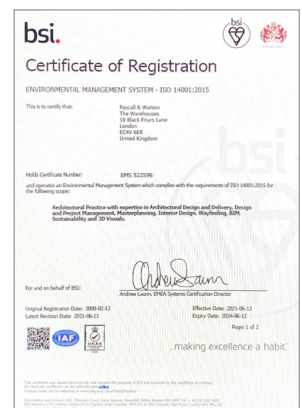 bsi.
bsi
Certificate of Registration
ENVIRONMENTAL MANAGEMENT SYSTEM - ISO 14001:2015
This is to certify that:
Pascall & Watson
The Warehouses
10 Black Friars Lane
London
EC4V 6ER
United Kingdom
Holds Certificate Number:
EMS 522596
and operates an Environmental Management System which complies with the requirements of ISO 14001:2015 for
the following scope:
Architectural Practice with expertise in Architectural Design and Delivery, Design
and Project Management, Masterplanning, Interior Design, Wayfinding, BIM,
Sustainability and 3D Visuals.
For and on behalf of BSI:
Andrew Launn, EMEA Systems Certification Director
Original Registration Date: 2008-02-12
Effective Date: 2021-06-13
Latest Revision Date: 2021-06-11
Expiry Date: 2024-06-12
Page: 1 of 2
IAF
UKAS
...making excellence a habit.